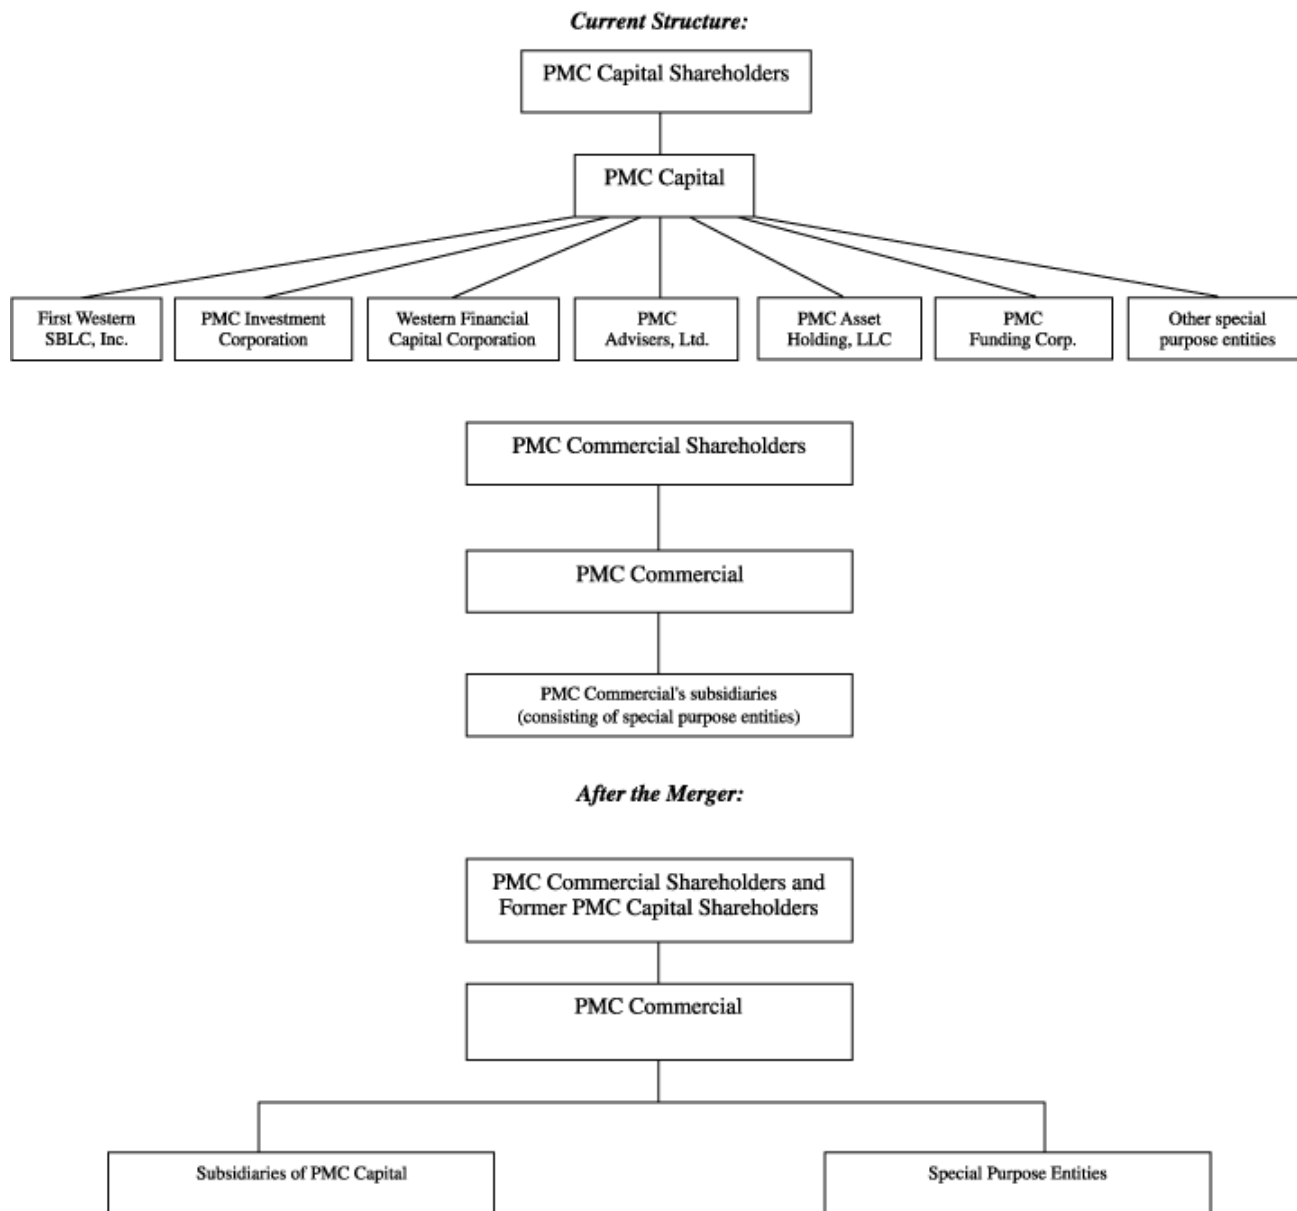 Current Structure:
PMC Capital Shareholders
PMC Capital
First Western
SBLC, Inc.
PMC Investment
Corporation
Western Financial
Capital Corporation
PMC
Advisers, Ltd.
PMC Asset
Holding, LLC
PMC
Funding Corp.
Other special
purpose entities
PMC Commercial Shareholders
PMC Commercial
PMC Commercial's subsidiaries
(consisting of special purpose entities)
After the Merger:
PMC Commercial Shareholders and
Former PMC Capital Shareholders
PMC Commercial
Subsidiaries of PMC Capital
Special Purpose Entities